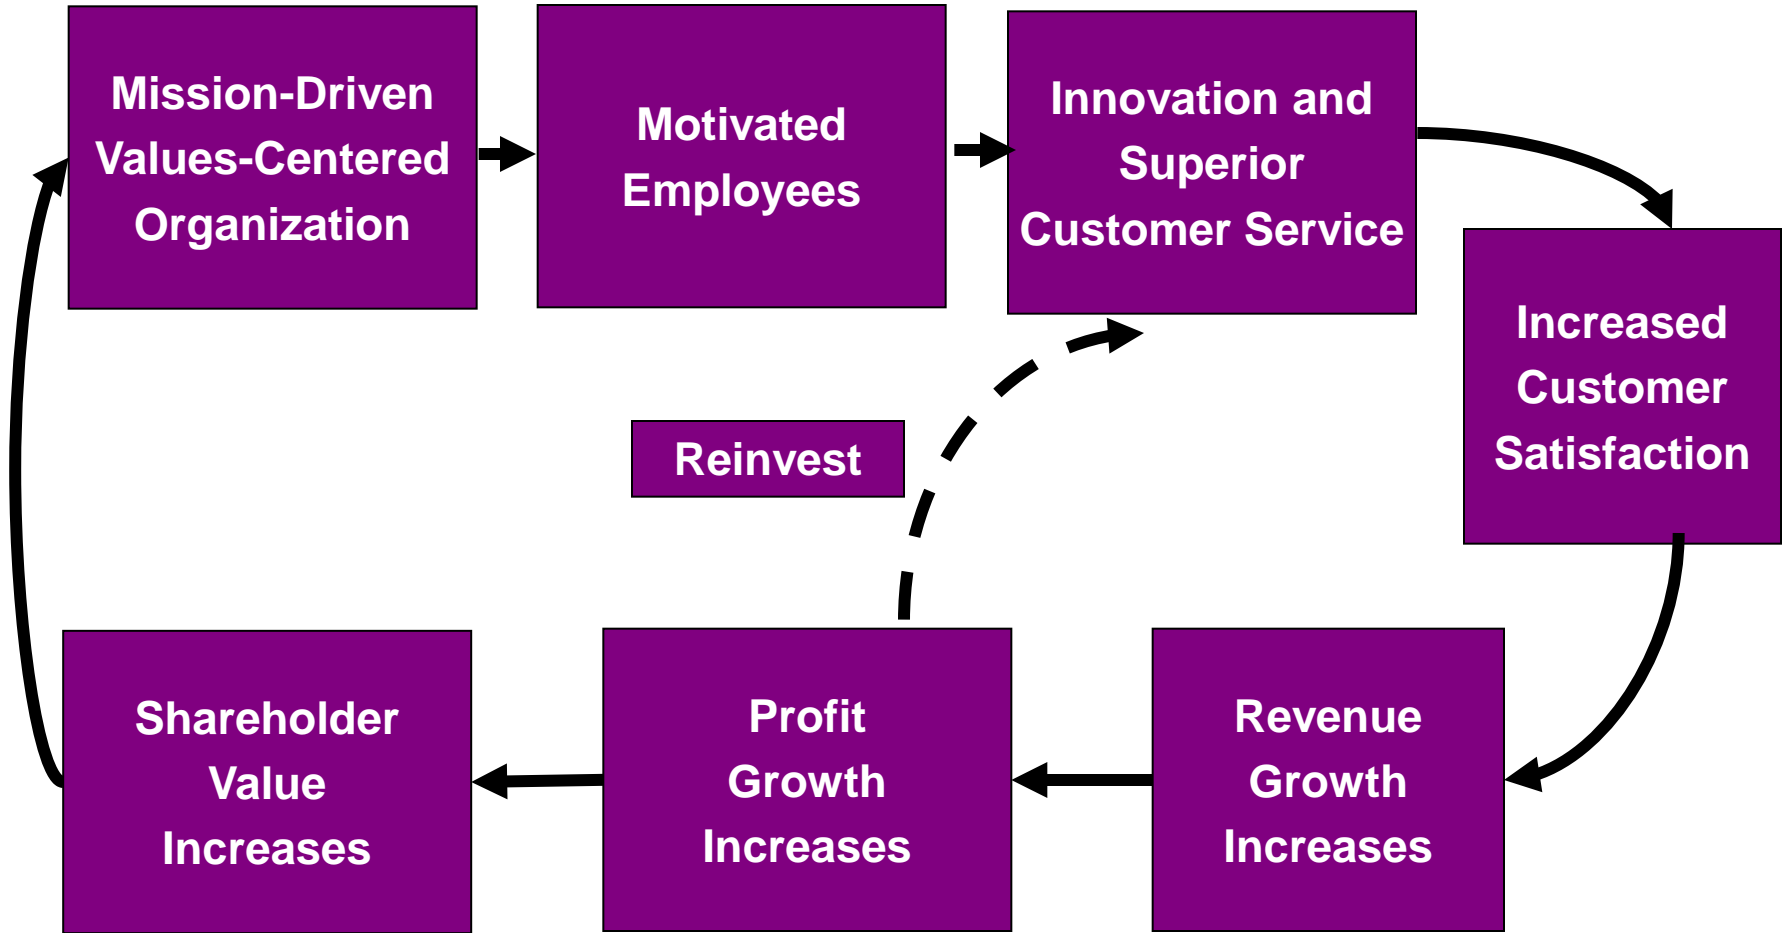 Mission-Driven
Values-Centered
Organization
Motivated
Employees
Innovation and
Superior
Customer Service
Increased
Customer
Satisfaction
Reinvest
Shareholder
Value
Increases
Profit
Growth
Increases
Revenue
Growth
Increases